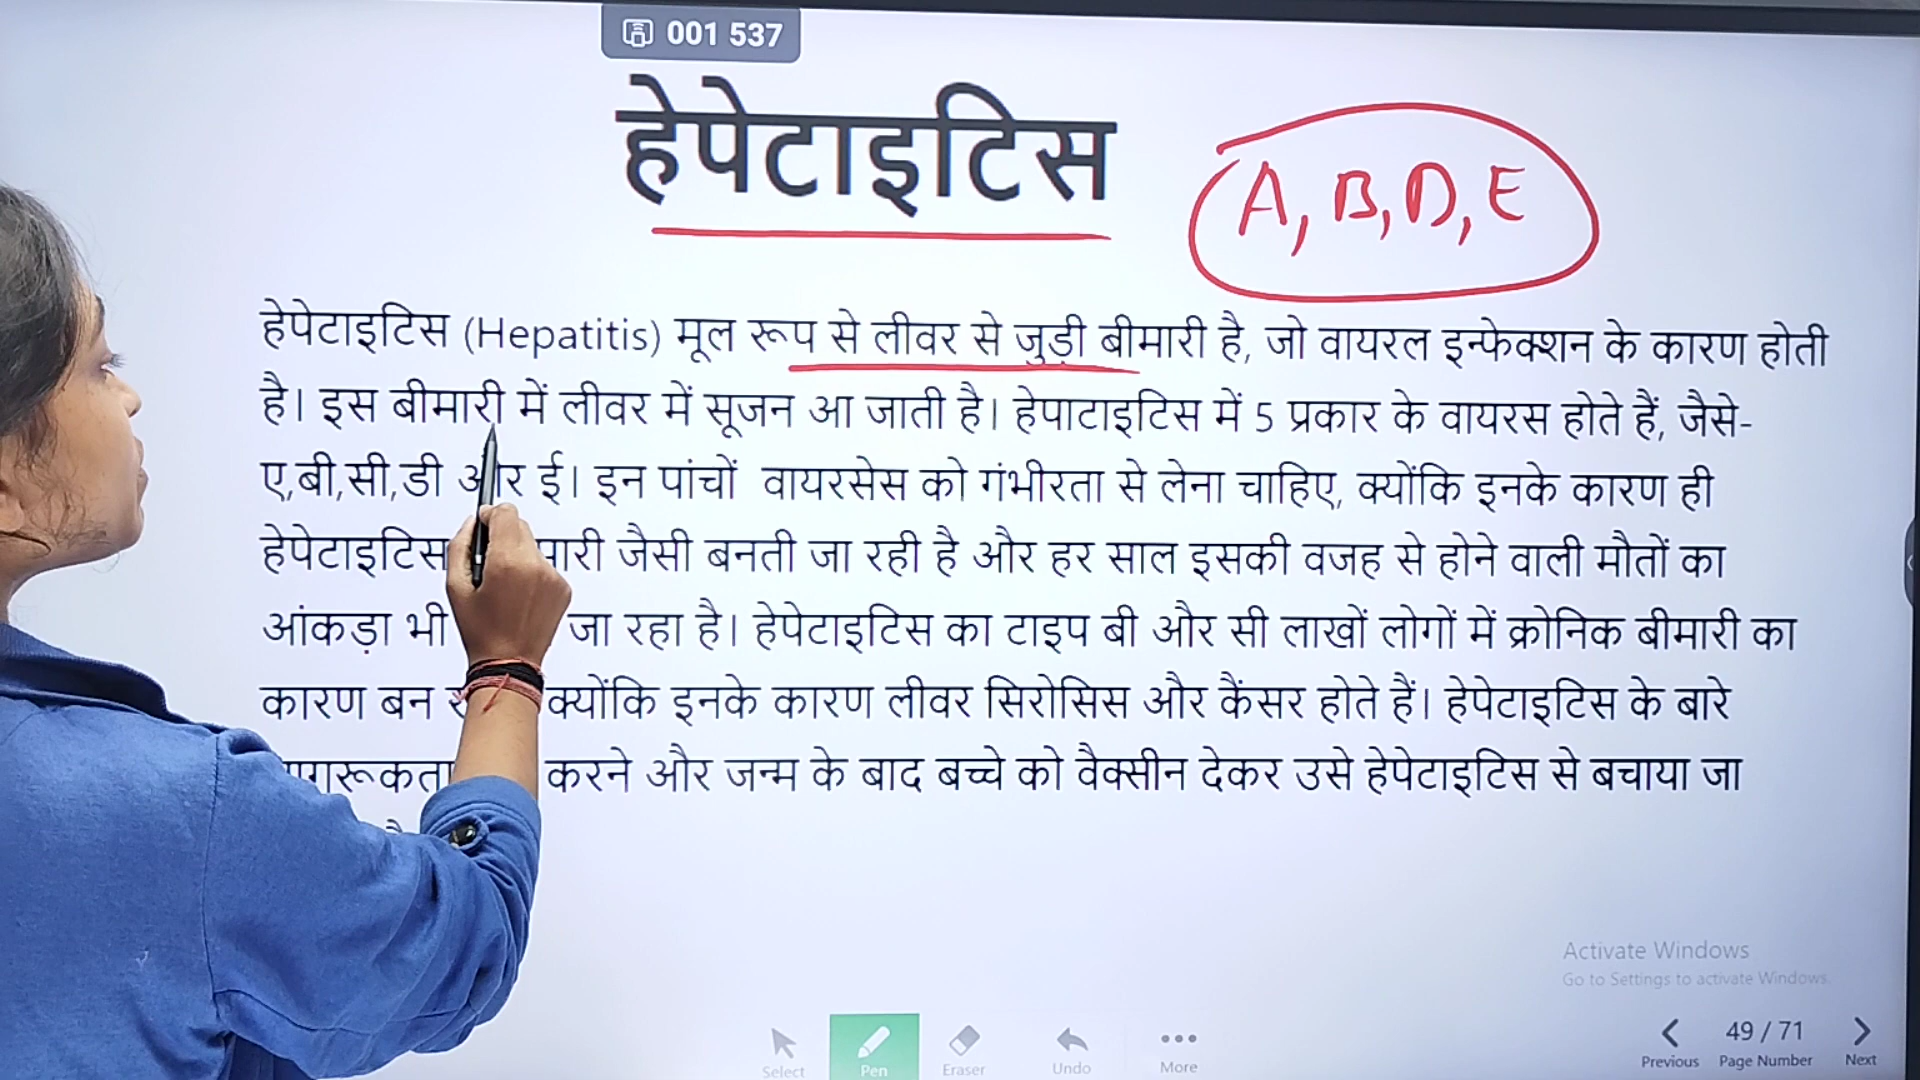 001 537
हेपेटाइटिस
A, B, D, E
हेपेटाइटिस (Hepatitis) मूल रूप से लीवर से जुड़ी बीमारी है, जो वायरल इन्फेक्शन के कारण होती
है। इस बीमारी में लीवर में सूजन आ जाती है। हेपाटाइटिस में 5 प्रकार के वायरस होते हैं, जैसे-
ए,बी,सी,डी और ई। इन पांचों वायरसेस को गंभीरता से लेना चाहिए, क्योंकि इनके कारण ही
हेपेटाइटिस जैसी बनती जा रही है और हर साल इसकी वजह से होने वाली मौतों का
आंकड़ा भी जा रहा है। हेपेटाइटिस का टाइप बी और सी लाखों लोगों में क्रोनिक बीमारी का
कारण बन क्योंकि इनके कारण लीवर सिरोसिस और कैंसर होते हैं। हेपेटाइटिस के बारे
करने और जन्म के बाद बच्चे को वैक्सीन देकर उसे हेपेटाइटिस से बचाया जा
Activate Windows
Go to Settings to activate Windows.
Select Pen Eraser Undo More
49 / 71
Previous Page Number Next